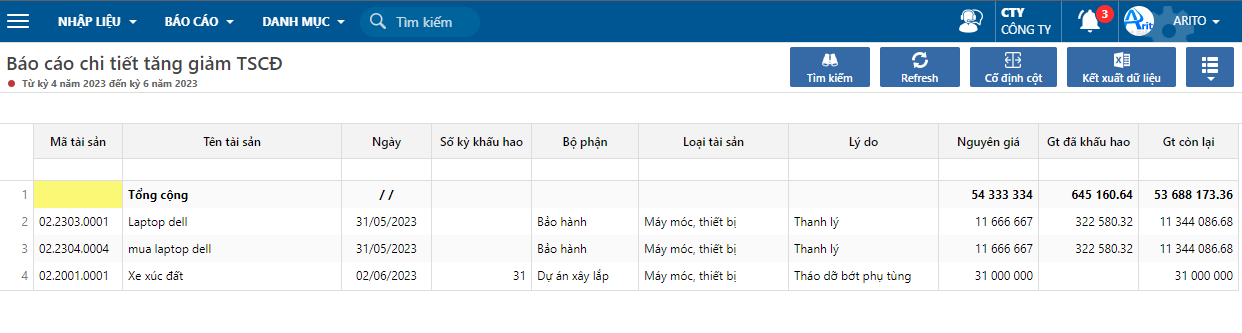 NHẬP LIỆU BÁO CÁO DANH MỤC Tìm kiếm CTY CÔNG TY 3 Arito ARITO
Báo cáo chi tiết tăng giảm TSCĐ
Từ kỳ 4 năm 2023 đến kỳ 6 năm 2023
Tìm kiếm Refresh Cố định cột Kết xuất dữ liệu
Mã tài sản Tên tài sản Ngày Số kỳ khấu hao Bộ phận Loại tài sản Lý do Nguyên giá Gt đã khấu hao Gt còn lại
1 Tổng cộng / / 54 333 334 645 160.64 53 688 173.36
2 02.2303.0001 Laptop dell 31/05/2023 Bảo hành Máy móc, thiết bị Thanh lý 11 666 667 322 580.32 11 344 086.68
3 02.2304.0004 mua laptop dell 31/05/2023 Bảo hành Máy móc, thiết bị Thanh lý 11 666 667 322 580.32 11 344 086.68
4 02.2001.0001 Xe xúc đất 02/06/2023 31 Dự án xây lắp Máy móc, thiết bị Tháo dỡ bớt phụ tùng 31 000 000 31 000 000